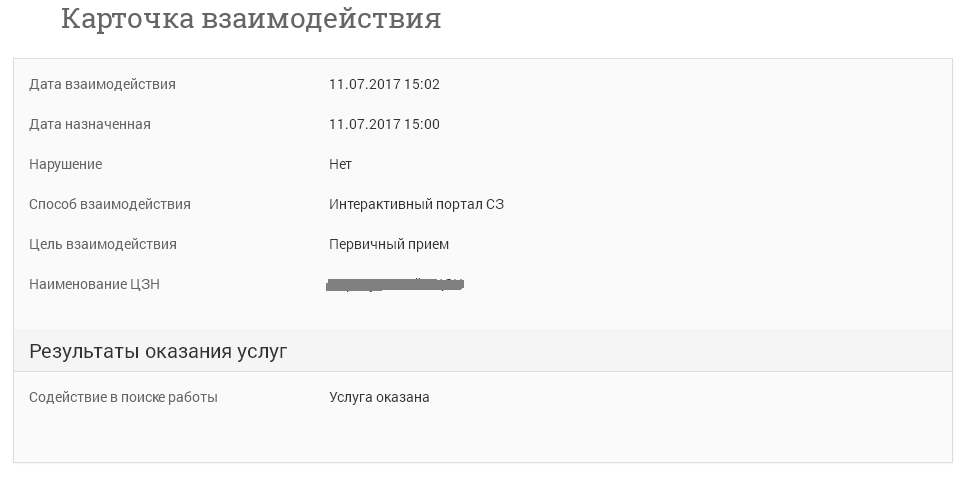 Карточка взаимодействия
Дата взаимодействия 11.07.2017 15:02
Дата назначенная 11.07.2017 15:00
Нарушение Нет
Способ взаимодействия Интерактивный портал СЗ
Цель взаимодействия Первичный прием
Наименование ЦЗН
Результаты оказания услуг
Содействие в поиске работы Услуга оказана